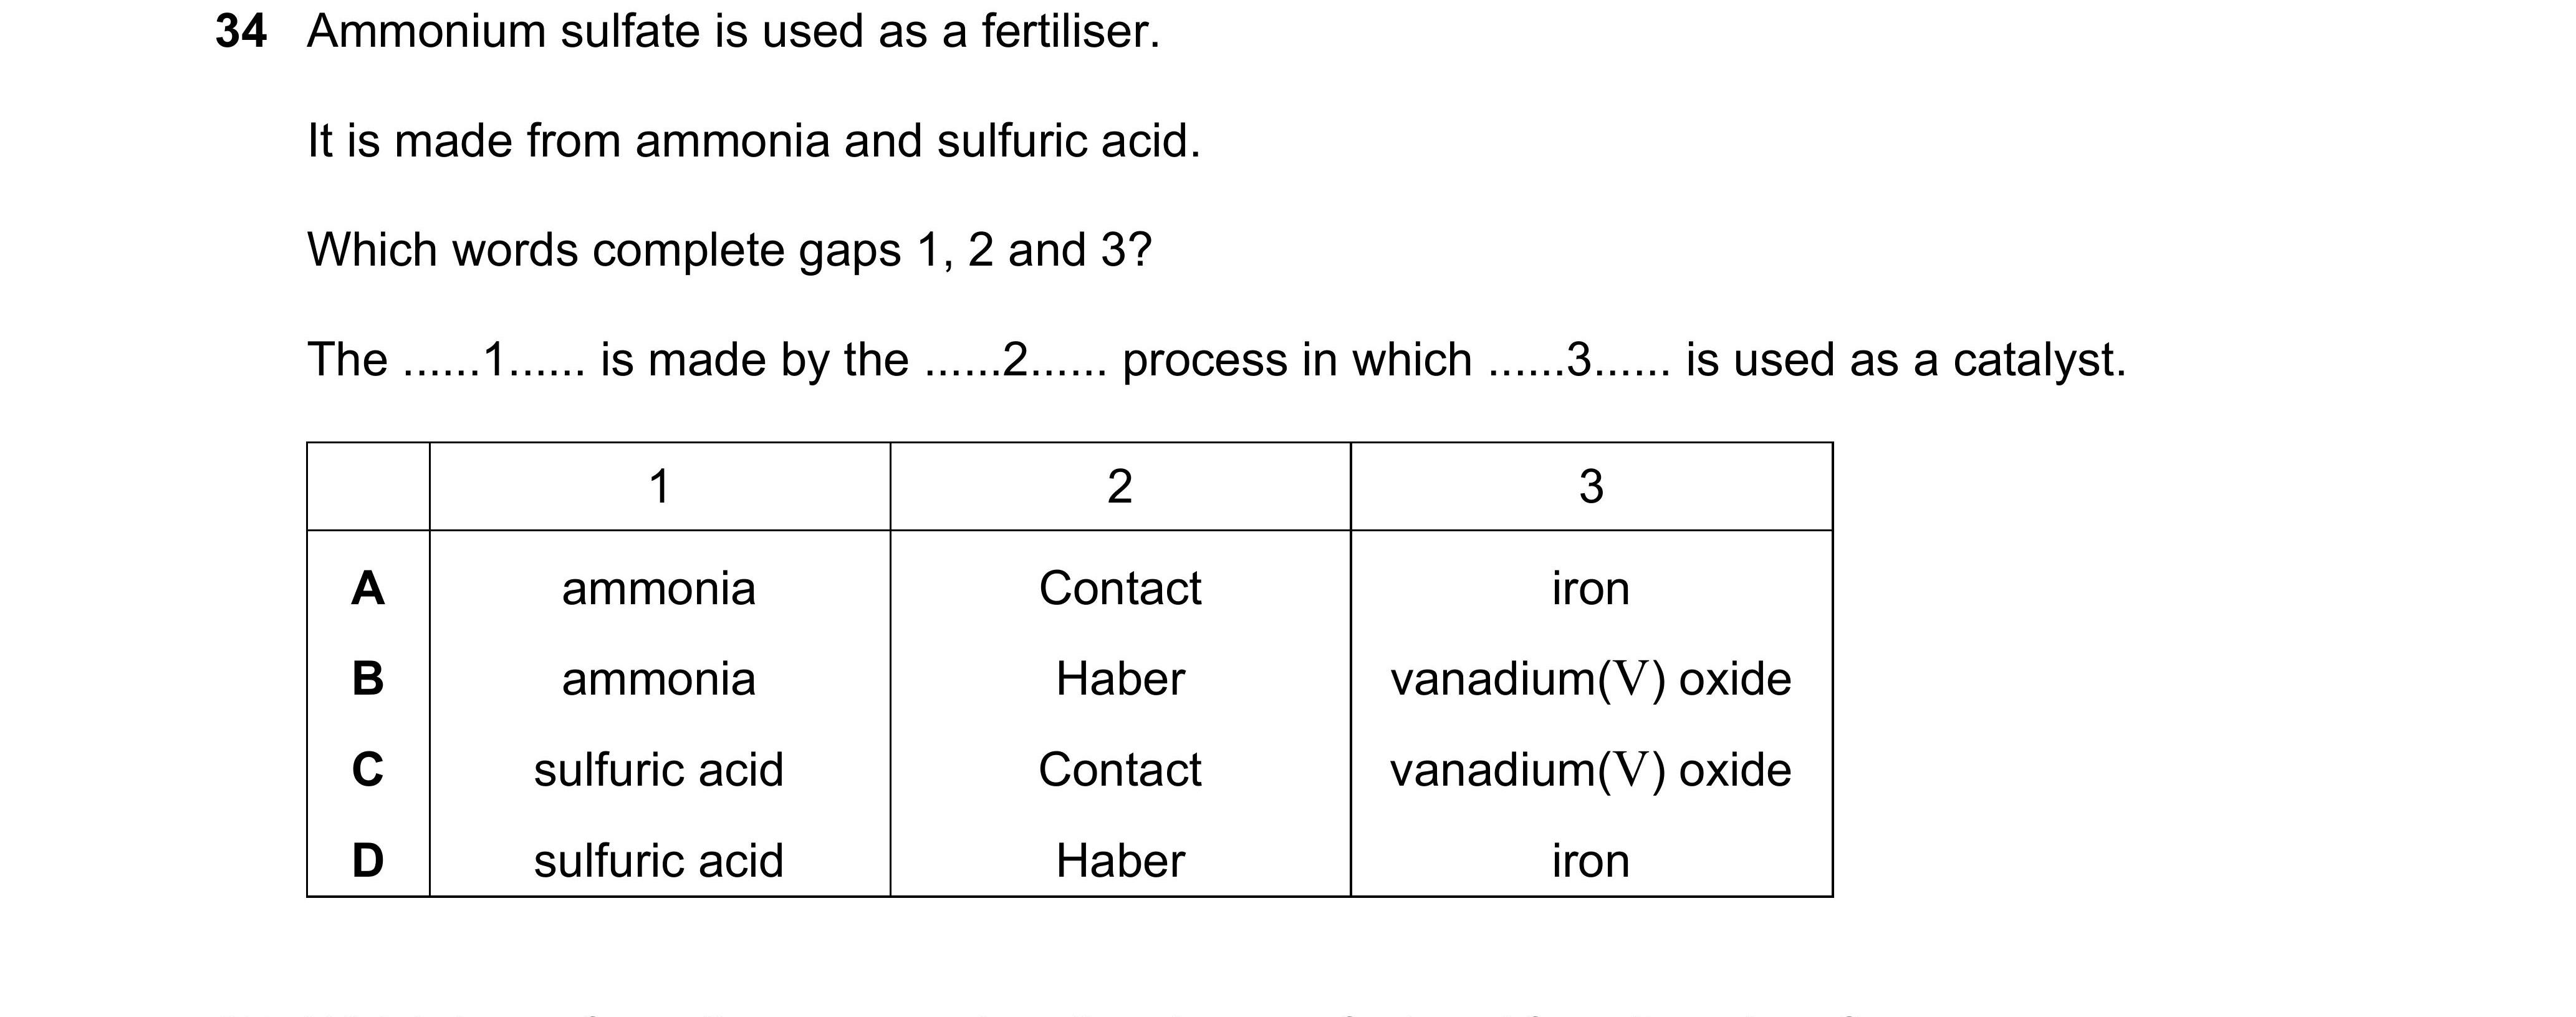 34 Ammonium sulfate is used as a fertiliser.
It is made from ammonia and sulfuric acid.
Which words complete gaps 1, 2 and 3?
The ......1...... is made by the ......2...... process in which ......3...... is used as a catalyst.
1 2 3
A ammonia Contact iron
B ammonia Haber vanadium(V) oxide
C sulfuric acid Contact vanadium(V) oxide
D sulfuric acid Haber iron